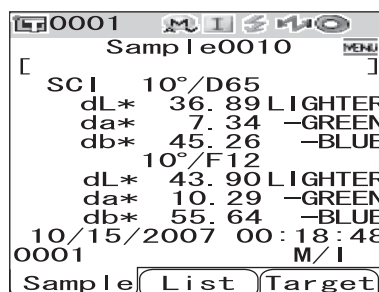 0001 M I
Sample0010 MENU
[ ]
SCI 10°/D65
dL* 36.89 LIGHTER
da* 7.34 -GREEN
db* 45.26 -BLUE
10°/F12
dL* 43.90 LIGHTER
da* 10.29 -GREEN
db* 55.64 -BLUE
10/15/2007 00:18:48
0001 M/I
Sample List Target